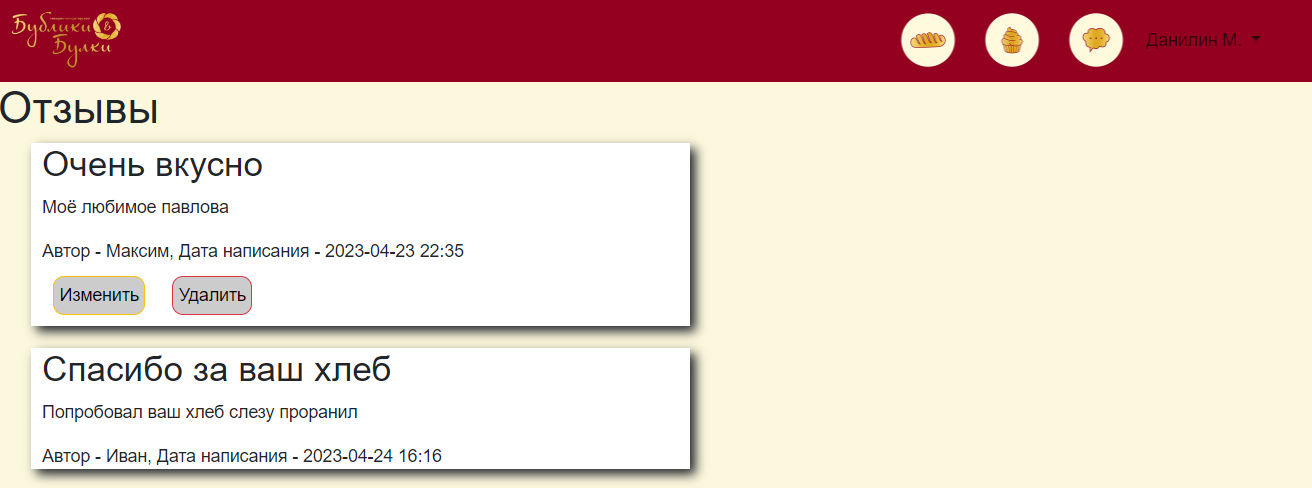 Бублики &
Булки
Данилин М.
Отзывы
Очень вкусно
Моё любимое павлова
Автор - Максим, Дата написания - 2023-04-23 22:35
Изменить Удалить
Спасибо за ваш хлеб
Попробовал ваш хлеб слезу проранил
Автор - Иван, Дата написания - 2023-04-24 16:16